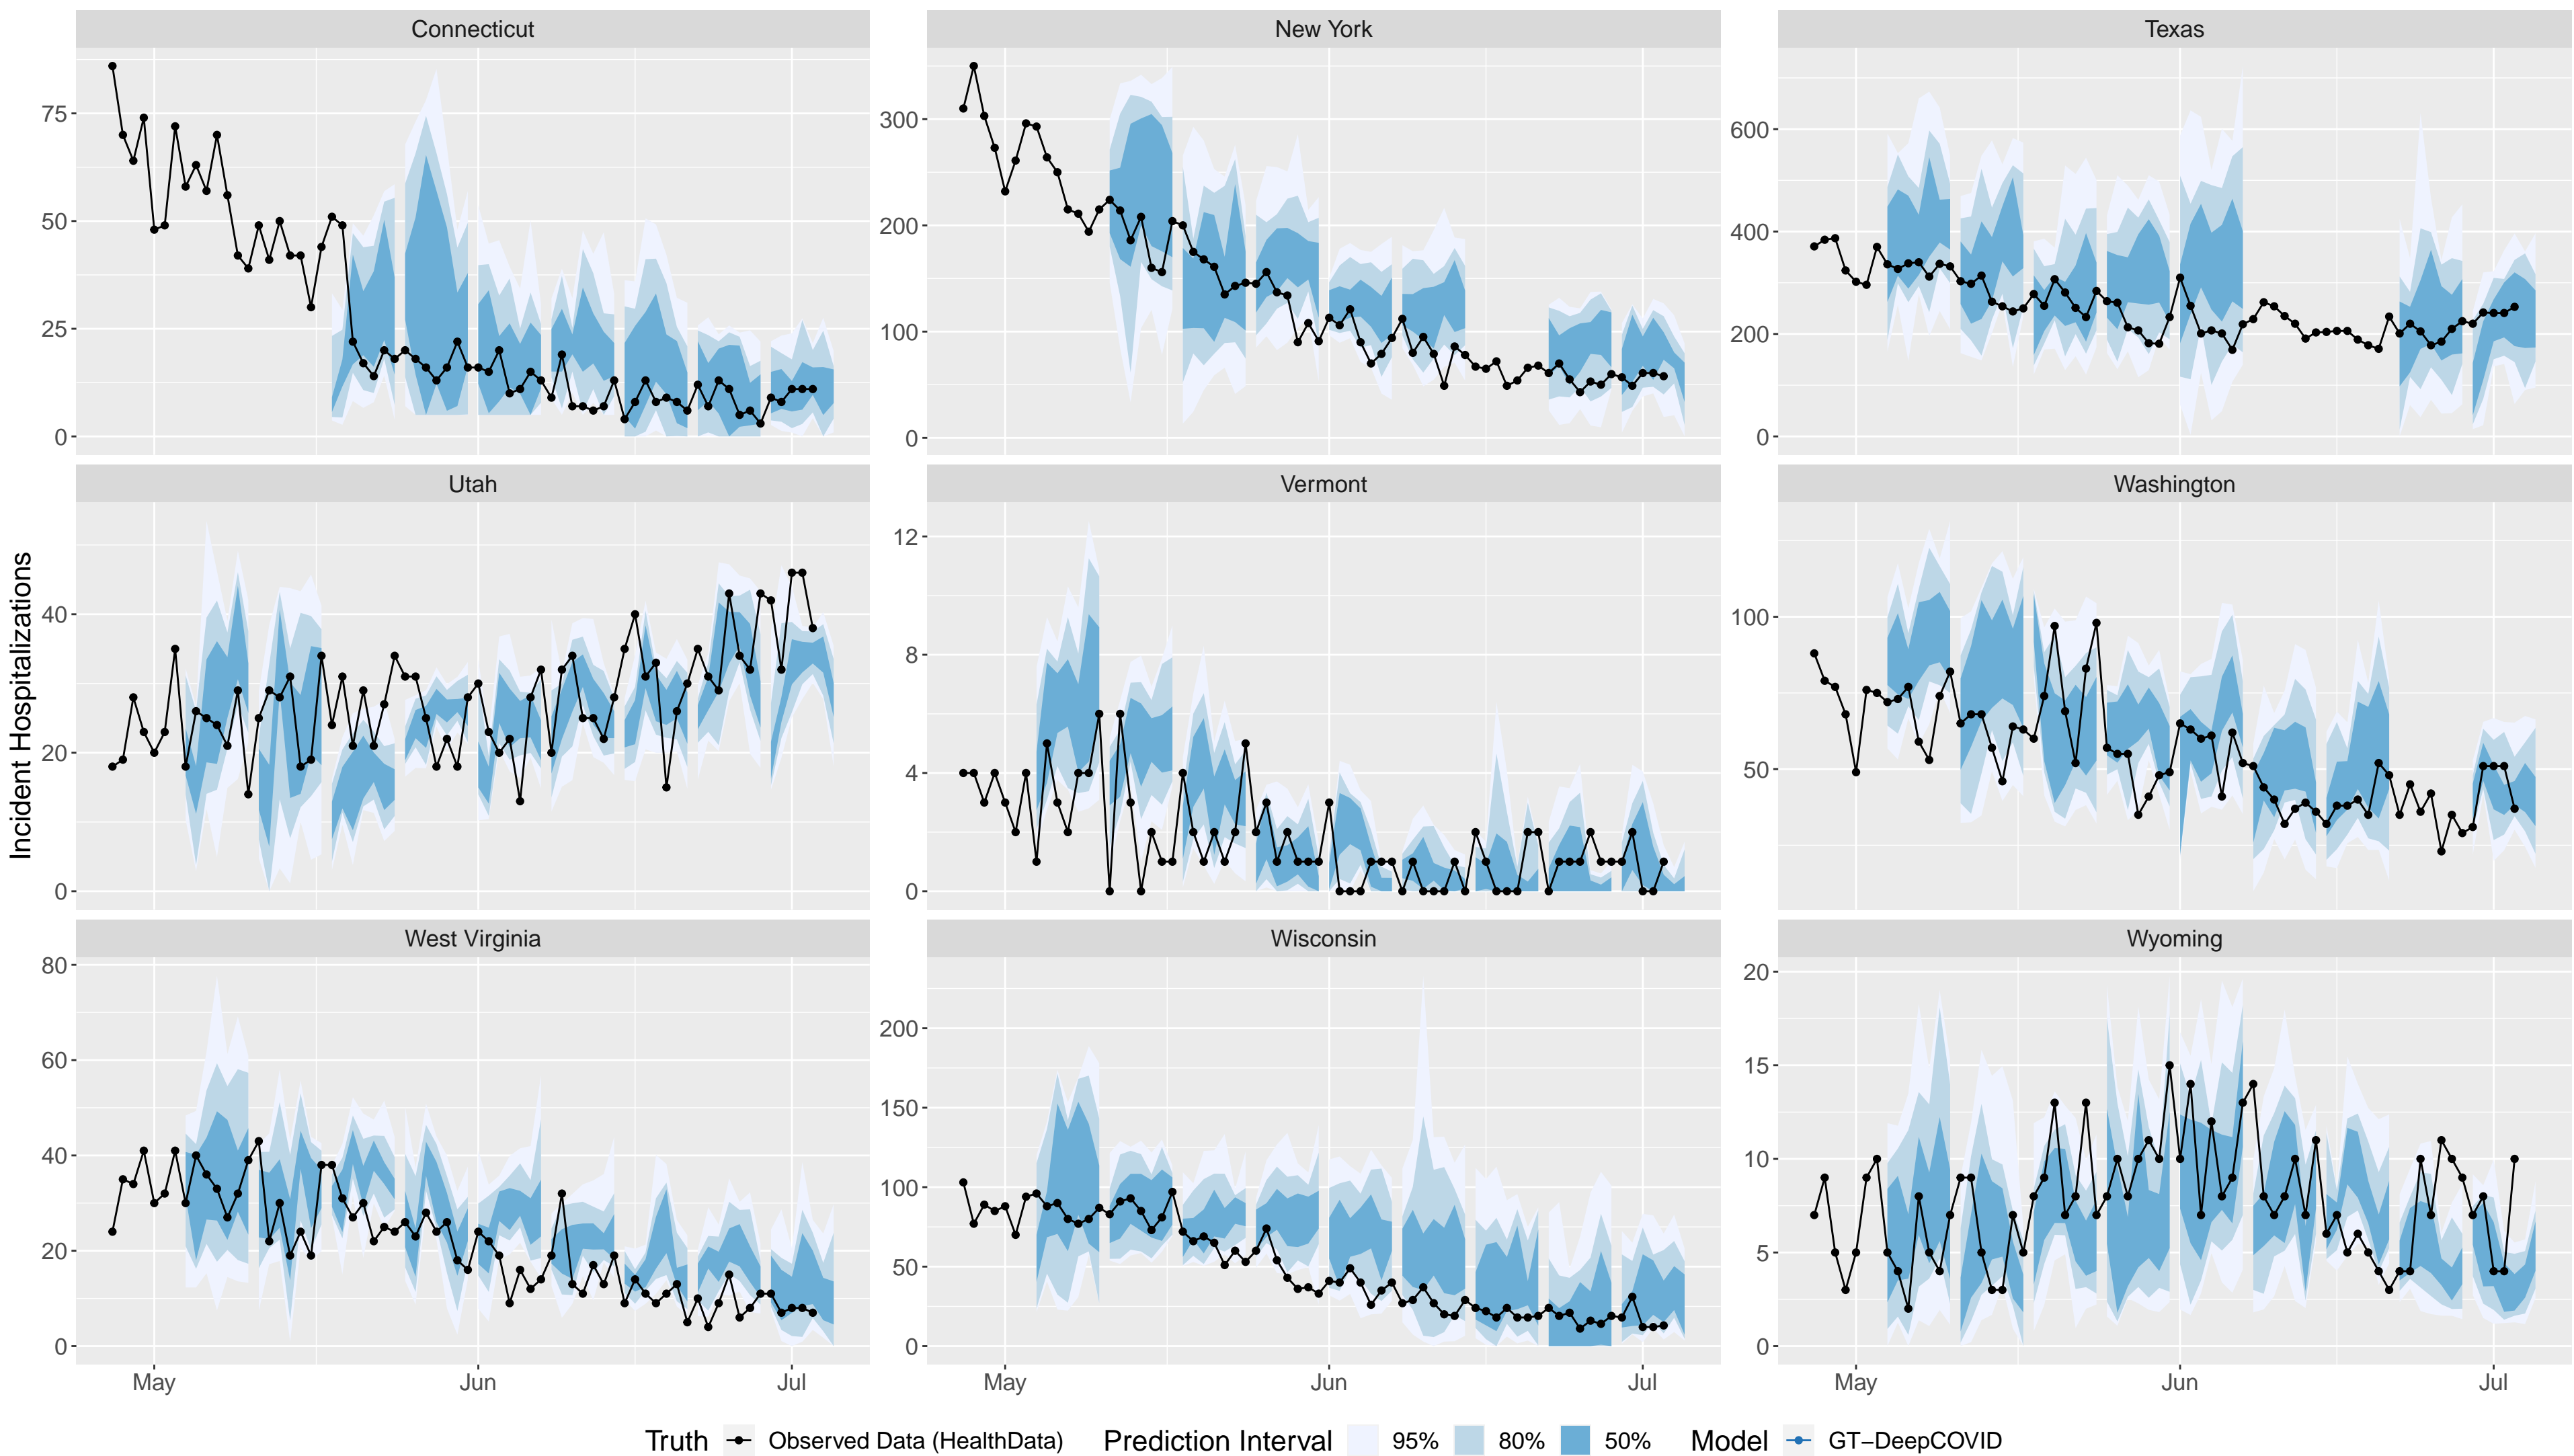 Connecticut New York Texas
75 300 600
50 200 400
25 100 200
0 0 0
Utah Vermont Washington
Incident Hospitalizations
12
40 8 100
20 4 50
0 0
West Virginia Wisconsin Wyoming
80 20
60 200 15
150
40 100 10
20 50 5
0 0 0
May Jun Jul May Jun Jul May Jun Jul
Truth Observed Data (HealthData) Prediction Interval 95% 80% 50% Model GT−DeepCOVID